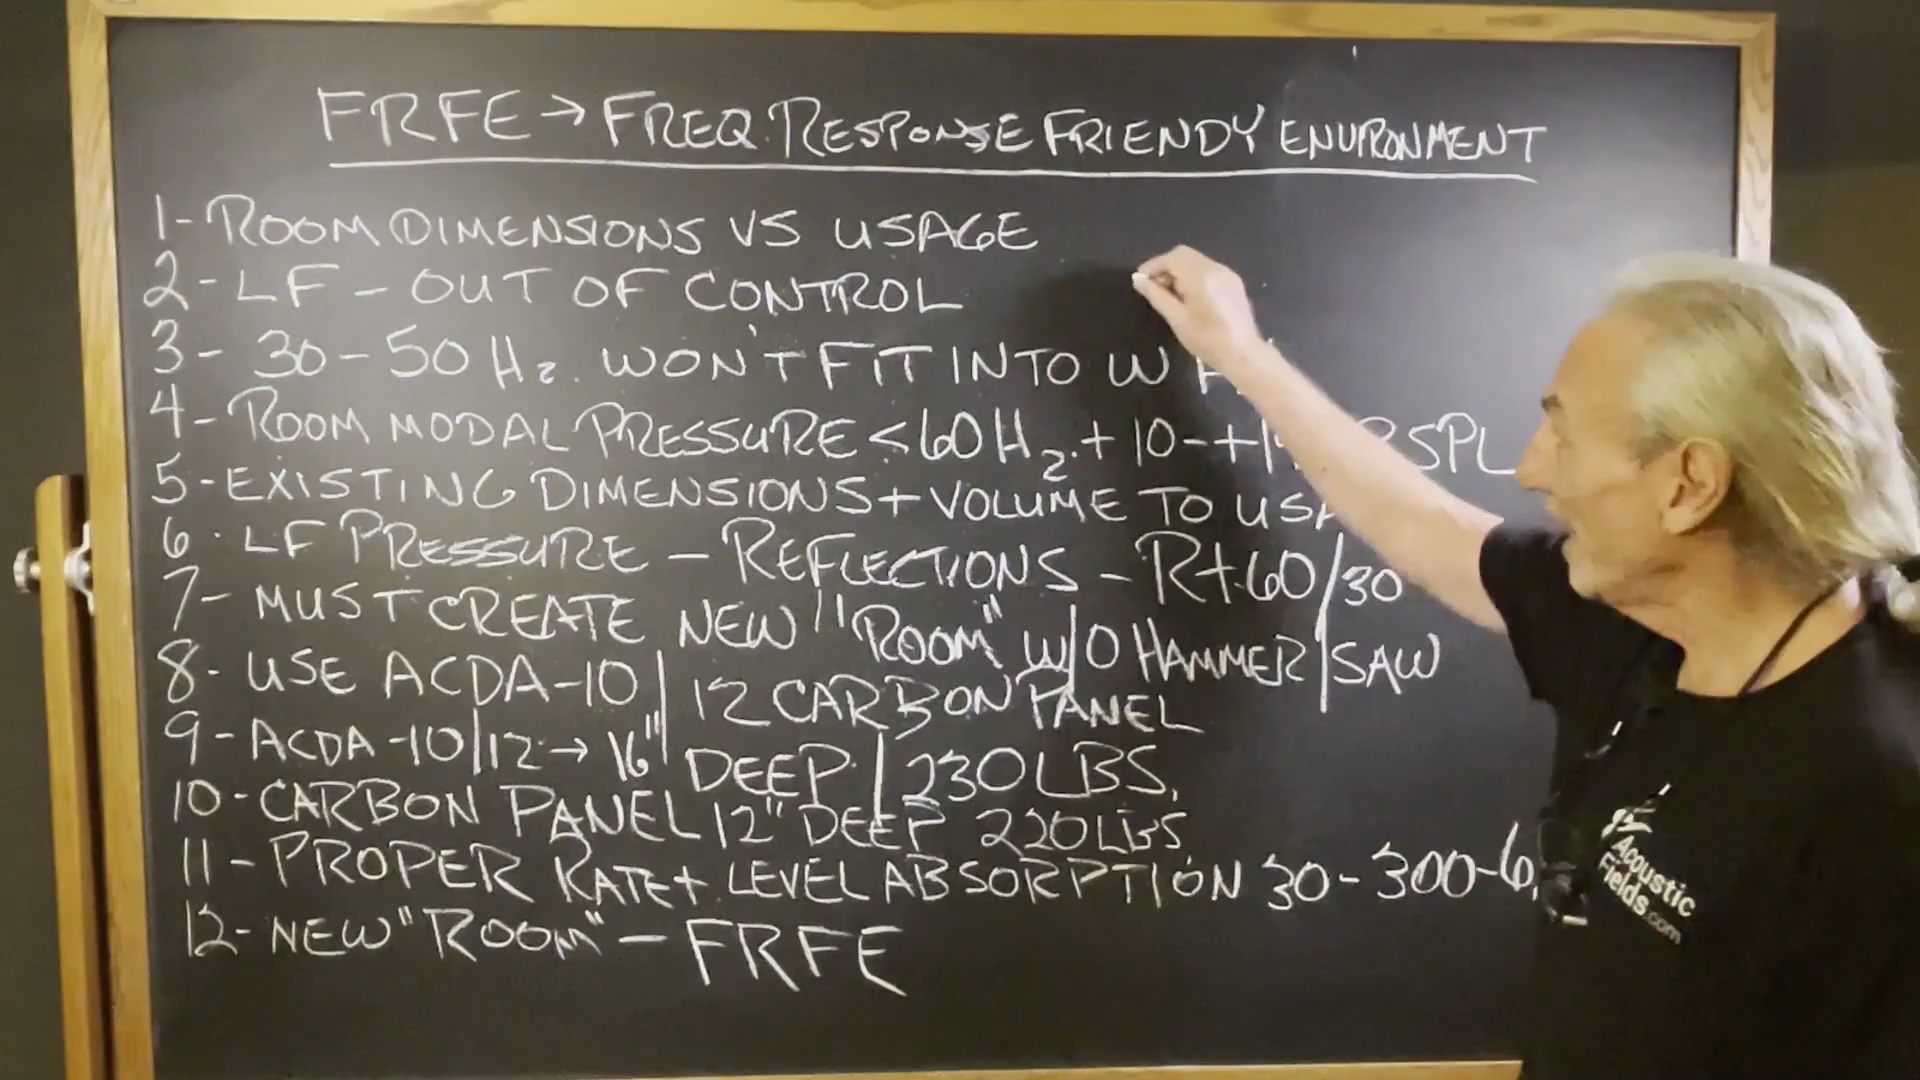 FRFE → FREQ. RESPONSE FRIENDY ENVIRONMENT
1- ROOM DIMENSIONS VS USAGE
2- LF - OUT OF CONTROL
3- 30-50 Hz. WON'T FIT INTO W
4- ROOM MODAL PRESSURE ≤ 60 Hz. + 10 - + SPL
5- EXISTING DIMENSIONS + VOLUME TO
6. LF PRESSURE - REFLECTIONS - Rt60/30
7- MUST CREATE NEW "ROOM" W/O HAMMER/SAW
8- USE ACDA-10/12 CARBON PANEL
9- ACDA-10/12 → 16" DEEP / 230 LBS.
10- CARBON PANEL 12" DEEP 220 LBS
11- PROPER RATE + LEVEL ABSORPTION 30-300-6.
12- NEW "ROOM" - FRFE
Acoustic
Fields.com